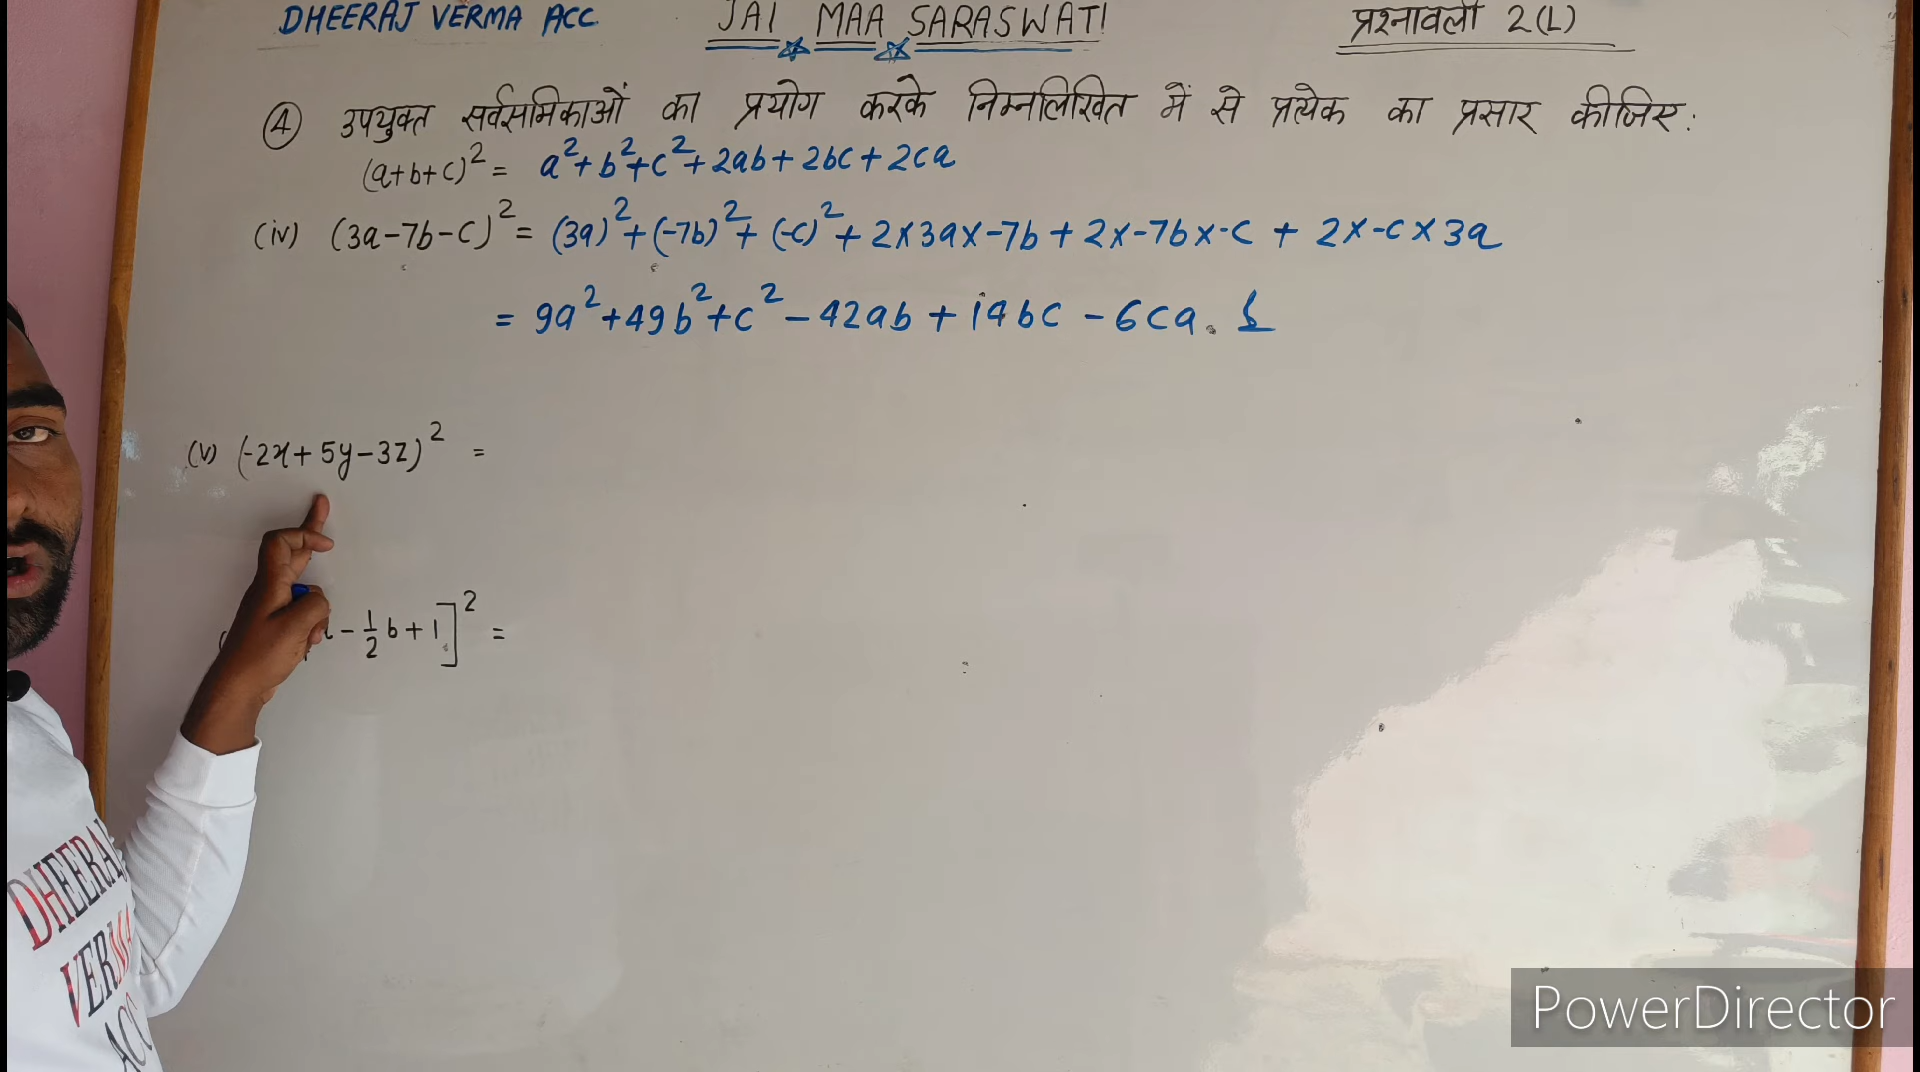 DHEERAJ VERMA ACC. JAI MAA SARASWATI प्रश्नावली 2(L)
④ उपयुक्त सर्वसमिकाओं का प्रयोग करके निम्नलिखित में से प्रत्येक का प्रसार कीजिए:
(a+b+c)² = a²+b²+c²+2ab+2bc+2ca
(iv) (3a-7b-c)² = (3a)²+(-7b)²+(-c)²+2×3a×-7b+2×-7b×-c+2×-c×3a
= 9a²+49b²+c²-42ab+14bc-6ca.
(v) (-2x+5y-3z)² =
-1/2 b+1]² =
DHEERAJ
VERMA
ACC
PowerDirector